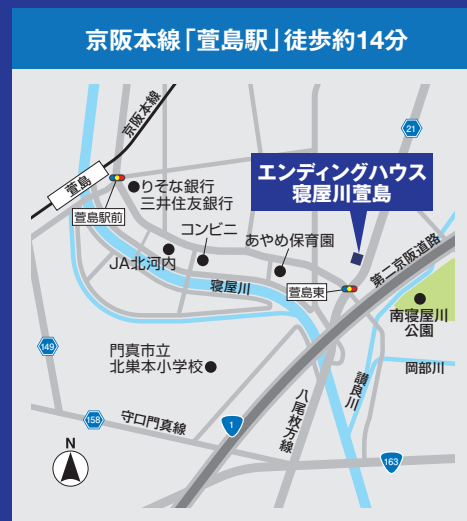 京阪本線「萱島駅」徒歩約14分
京阪本線
21
萱島
りそな銀行
三井住友銀行
エンディングハウス
寝屋川萱島
萱島駅前
コンビニ
あやめ保育園
JA北河内
第二京阪道路
寝屋川
萱島東
南寝屋川
公園
149
門真市立
北巣本小学校
讃良川
岡部川
158
守口門真線
1
八尾枚方線
163
N